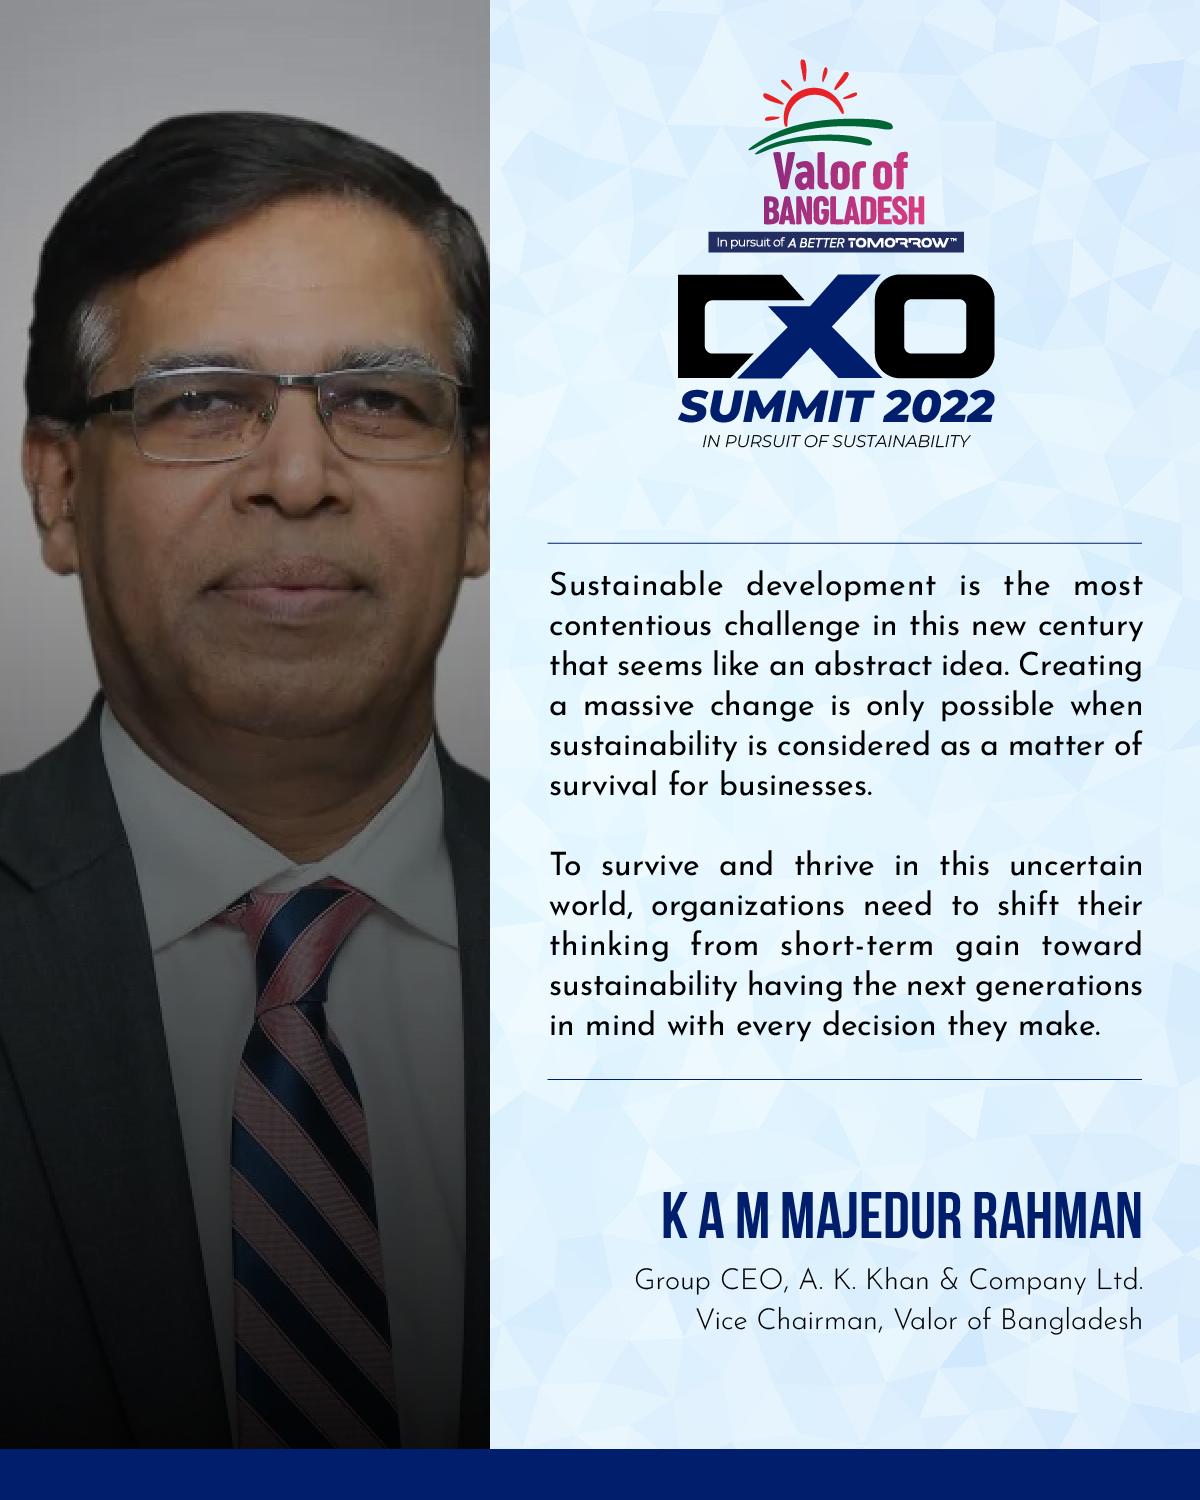 Valor of
BANGLADESH
In pursuit of A BETTER TOMORROW™
CXO
SUMMIT 2022
IN PURSUIT OF SUSTAINABILITY
Sustainable development is the most
contentious challenge in this new century
that seems like an abstract idea. Creating
a massive change is only possible when
sustainability is considered as a matter of
survival for businesses.
To survive and thrive in this uncertain
world, organizations need to shift their
thinking from short-term gain toward
sustainability having the next generations
in mind with every decision they make.
K A M MAJEDUR RAHMAN
Group CEO, A. K. Khan & Company Ltd.
Vice Chairman, Valor of Bangladesh